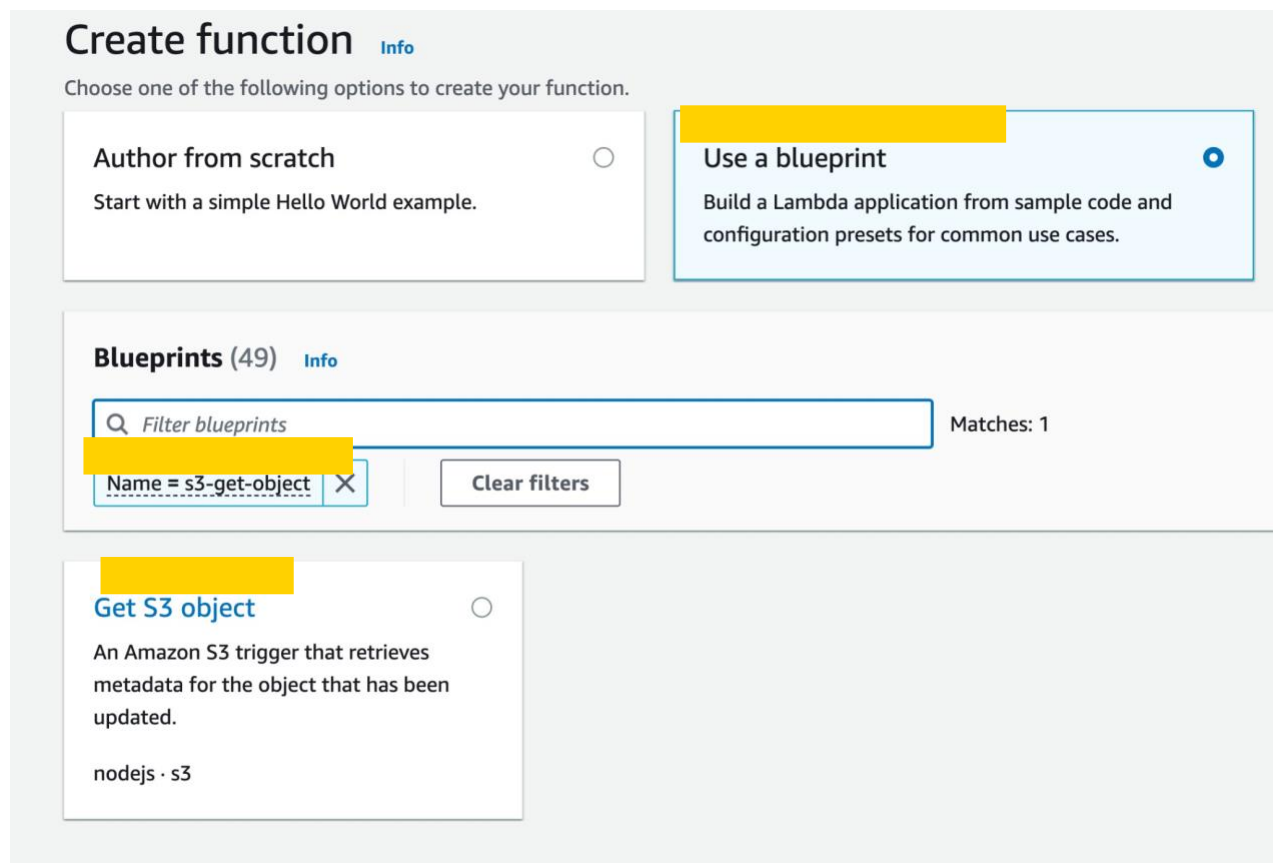 Create function Info
Choose one of the following options to create your function.
Author from scratch
Start with a simple Hello World example.
Use a blueprint
Build a Lambda application from sample code and
configuration presets for common use cases.
Blueprints (49) Info
Filter blueprints
Matches: 1
Name = s3-get-object
Clear filters
Get S3 object
An Amazon S3 trigger that retrieves
metadata for the object that has been
updated.
nodejs · s3